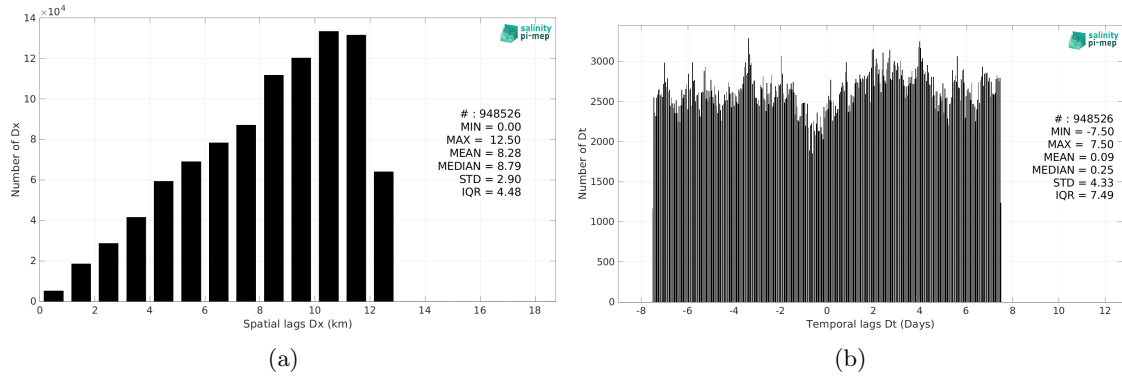 14 ×10⁴
12
10
8
6
4
2
0
0 2 4 6 8 10 12 14 16 18
Number of Dx
Spatial lags Dx (km)
salinity
pi-mep
# : 948526
MIN = 0.00
MAX = 12.50
MEAN = 8.28
MEDIAN = 8.79
STD = 2.90
IQR = 4.48
(a)
3000
2500
2000
1500
1000
500
0
-8 -6 -4 -2 0 2 4 6 8 10 12
Number of Dt
Temporal lags Dt (Days)
salinity
pi-mep
# : 948526
MIN = -7.50
MAX = 7.50
MEAN = 0.09
MEDIAN = 0.25
STD = 4.33
IQR = 7.49
(b)